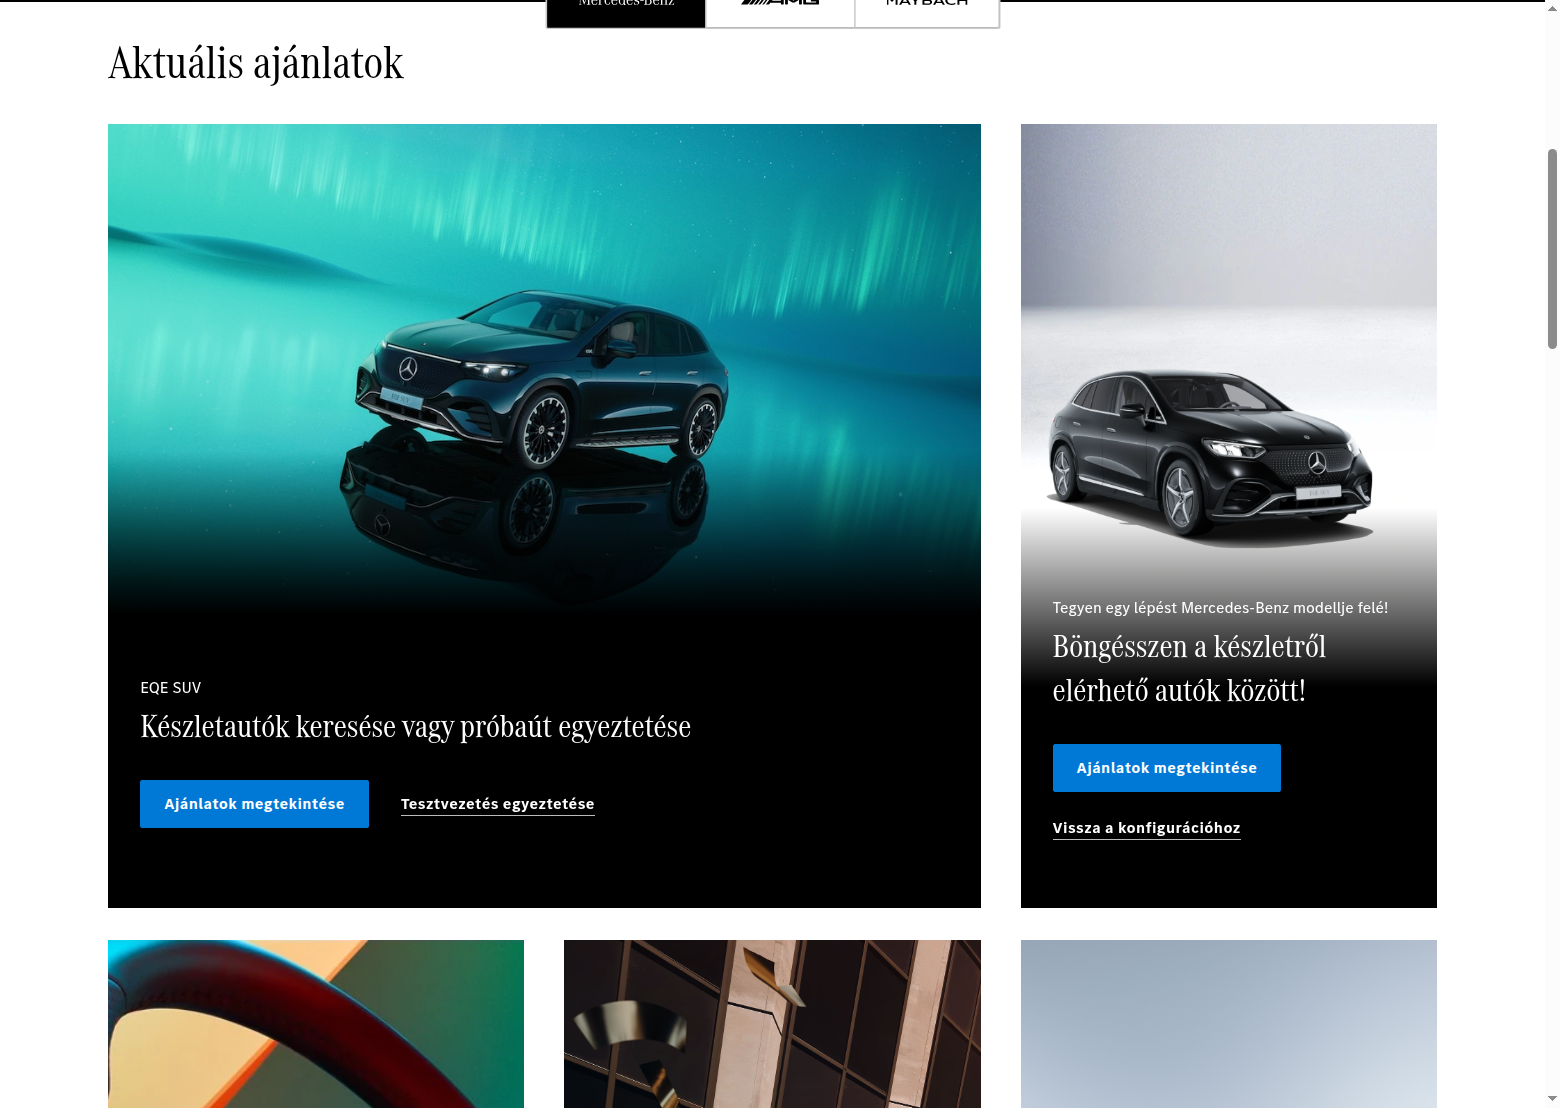 Mercedes-Benz
AMG
MAYBACH
Aktuális ajánlatok
EQE SUV
Készletautók keresése vagy próbaút egyeztetése
Ajánlatok megtekintése
Tesztvezetés egyeztetése
Tegyen egy lépést Mercedes-Benz modellje felé!
Böngésszen a készletről
elérhető autók között!
Ajánlatok megtekintése
Vissza a konfigurációhoz